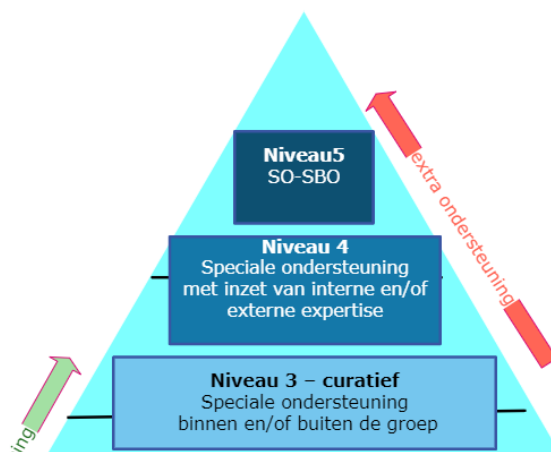 Niveau5
SO-SBO
Niveau 4
Speciale ondersteuning
met inzet van interne en/of
externe expertise
Niveau 3 – curatief
Speciale ondersteuning
binnen en/of buiten de groep
extra ondersteuning
ing